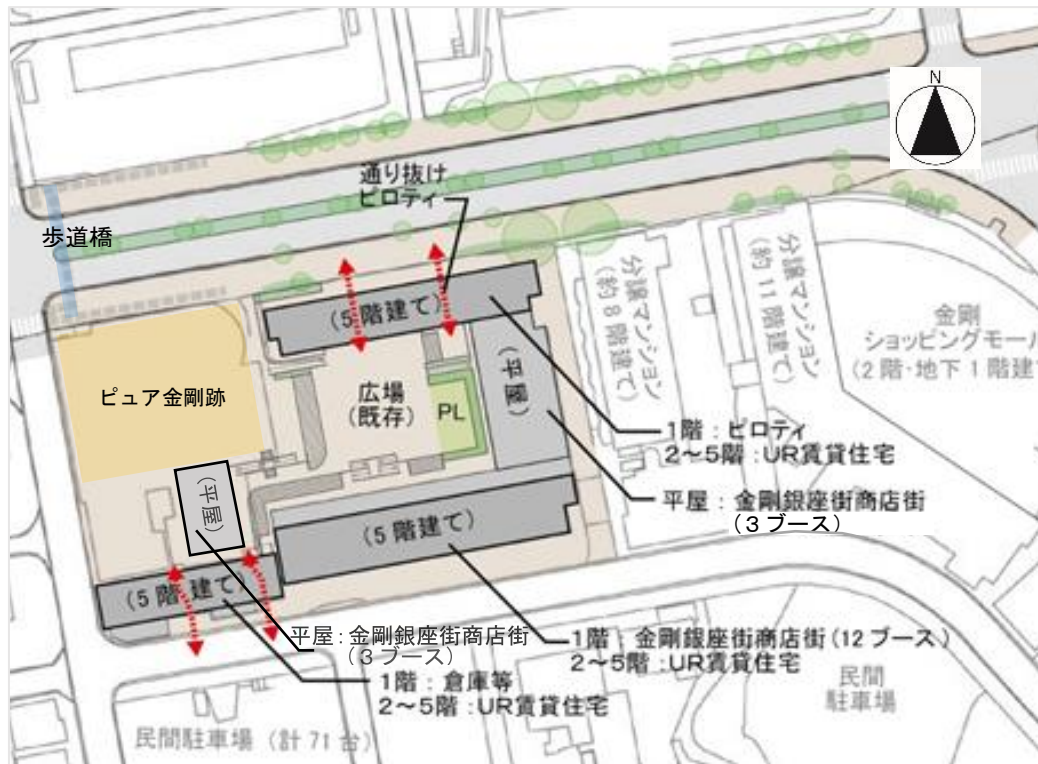 N
通り抜け
ピロティ
歩道橋
分譲マンション
(約8階建て)
分譲マンション
(約11階建て)
金剛
ショッピングモール
(2階・地下1階建て
(5階建て)
ピュア金剛跡
広場
(既存)
PL
(平屋)
1階：ピロティ
2〜5階：UR賃貸住宅
(平屋)
平屋：金剛銀座街商店街
(3ブース)
(5階建て)
(5階建て)
平屋：金剛銀座街商店街
(3ブース)
1階：金剛銀座街商店街(12ブース)
2〜5階：UR賃貸住宅
1階：倉庫等
2〜5階：UR賃貸住宅
民間
駐車場
民間駐車場（計71台）